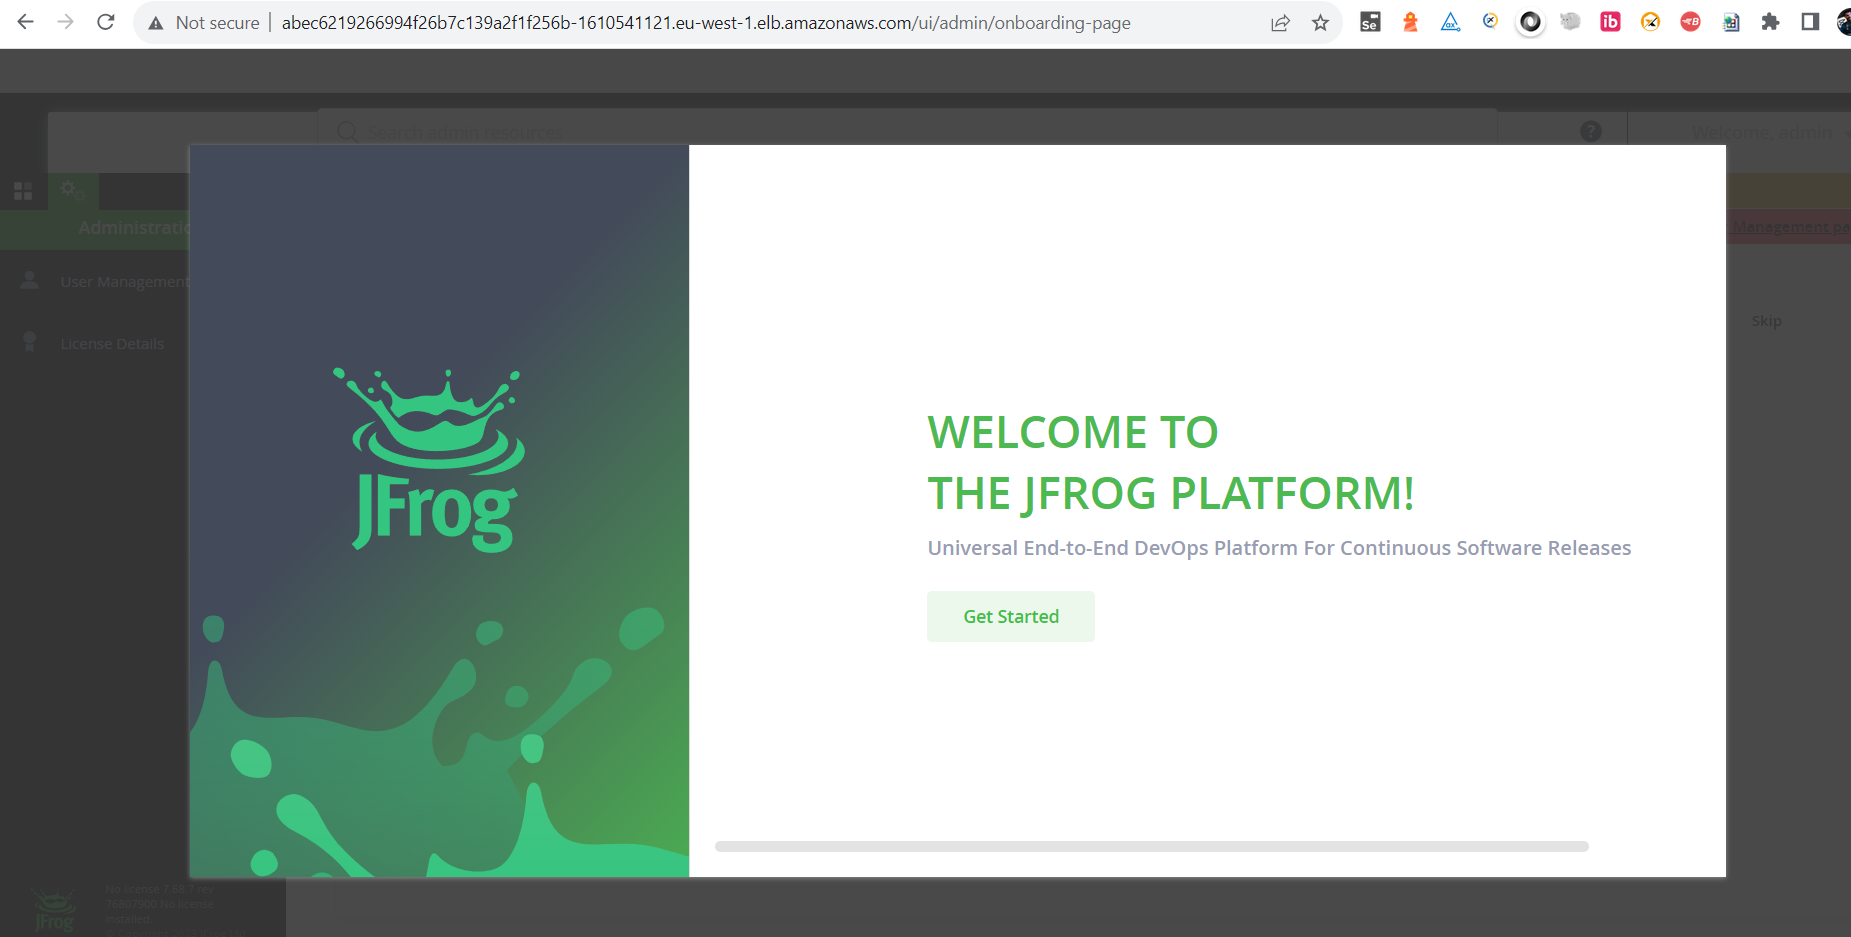 Not secure
abec6219266994f26b7c139a2f1f256b-1610541121.eu-west-1.elb.amazonaws.com/ui/admin/onboarding-page
Search admin resources
Welcome, admin
Administratio
Management pa
User Management
License Details
Skip
JFrog
WELCOME TO
THE JFROG PLATFORM!
Universal End-to-End DevOps Platform For Continuous Software Releases
Get Started
JFrog
No license 7.68.7 rev
76807900 No license
installed